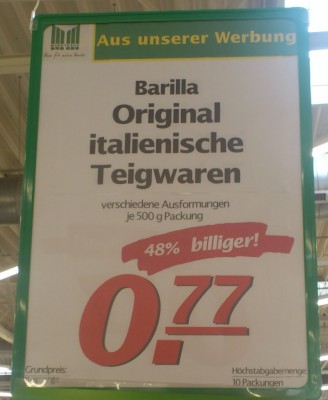 Aus unserer Werbung
Barilla
Original
italienische
Teigwaren
verschiedene Ausformungen
je 500 g Packung
48% billiger!
0.77
Grundpreis:
Höchstabgabemenge
10 Packungen